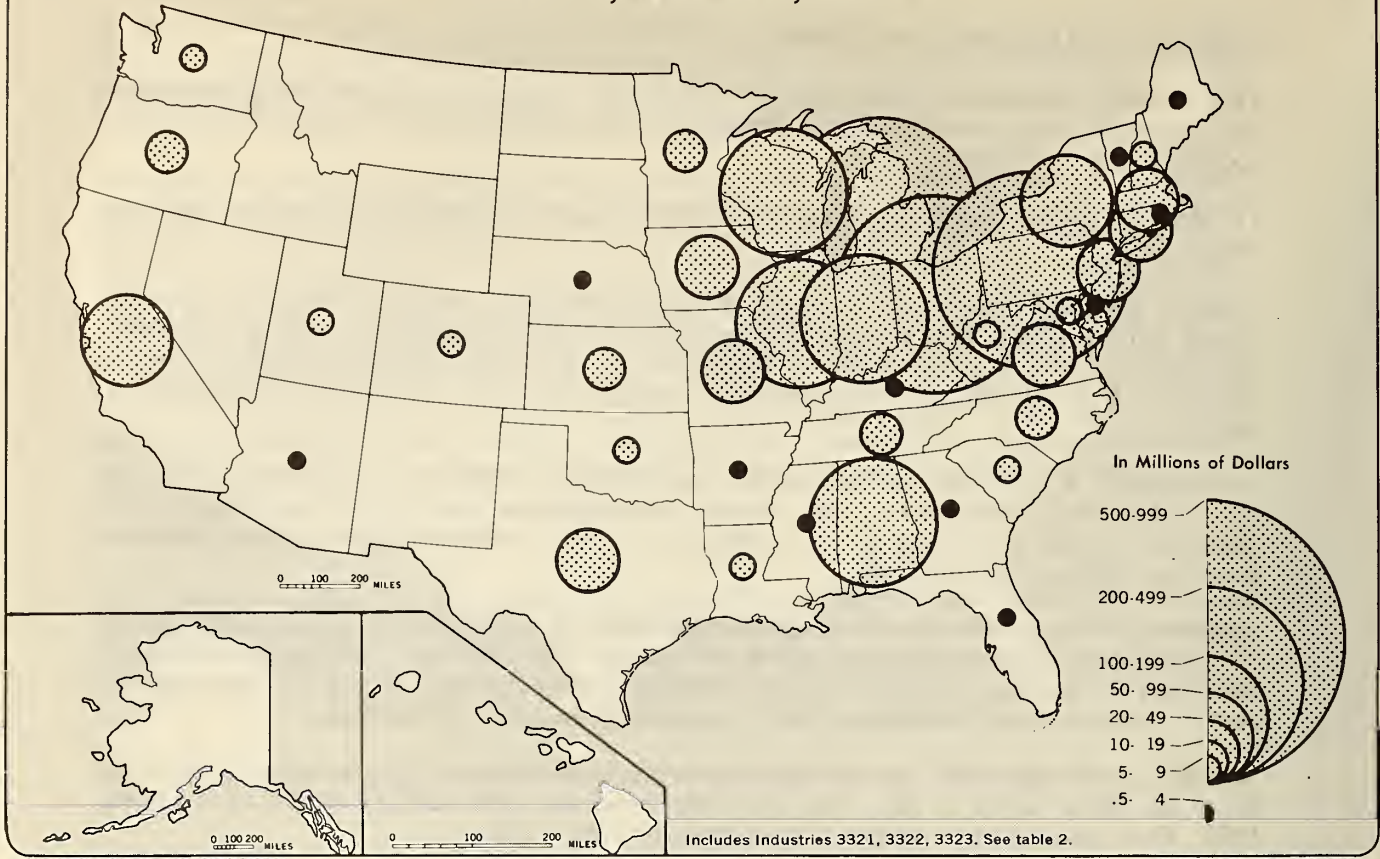 In Millions of Dollars
500-999
200-499
100-199
50- 99
20- 49
10- 19
5- 9
.5- 4
0 100 200 MILES
0 100 200 MILES
0 100 200 MILES
Includes Industries 3321, 3322, 3323. See table 2.